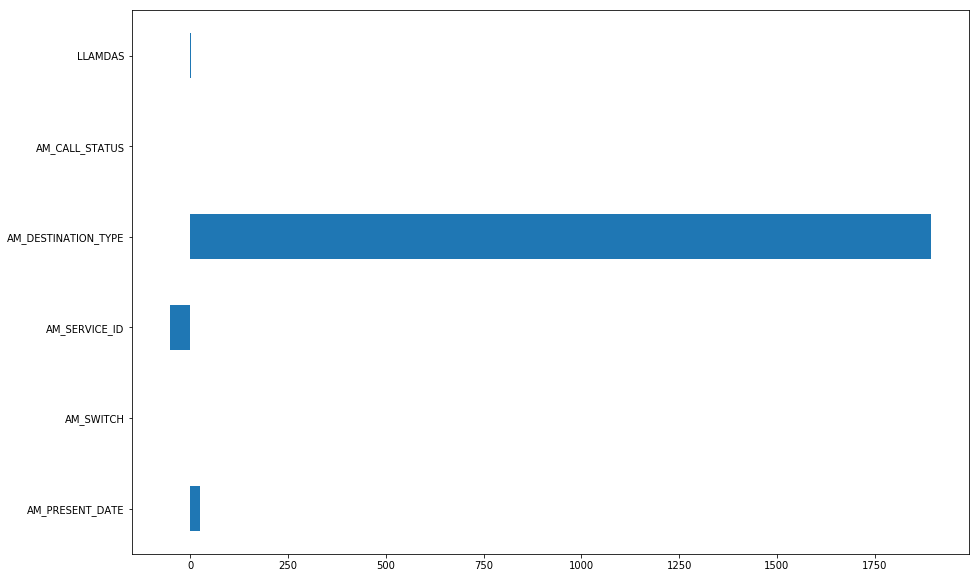 LLAMDAS
AM_CALL_STATUS
AM_DESTINATION_TYPE
AM_SERVICE_ID
AM_SWITCH
AM_PRESENT_DATE
0 250 500 750 1000 1250 1500 1750